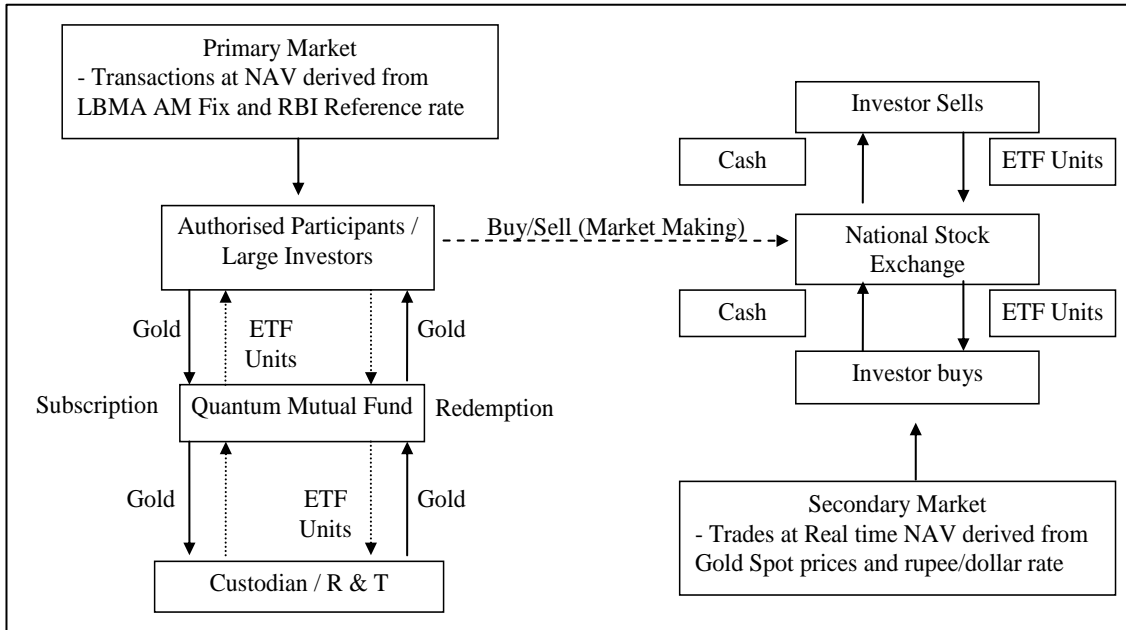 Primary Market
- Transactions at NAV derived from
LBMA AM Fix and RBI Reference rate
Authorised Participants /
Large Investors
Gold
ETF
Units
Gold
Subscription
Quantum Mutual Fund
Redemption
Gold
ETF
Units
Gold
Custodian / R & T
Buy/Sell (Market Making)
Investor Sells
Cash
ETF Units
National Stock
Exchange
Cash
ETF Units
Investor buys
Secondary Market
- Trades at Real time NAV derived from
Gold Spot prices and rupee/dollar rate